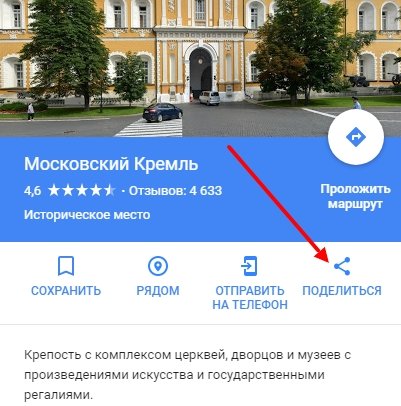 Московский Кремль
4,6 ★★★★★ · Отзывов: 4 633
Историческое место
Проложить
маршрут
СОХРАНИТЬ
РЯДОМ
ОТПРАВИТЬ
НА ТЕЛЕФОН
ПОДЕЛИТЬСЯ
Крепость с комплексом церквей, дворцов и музеев с
произведениями искусства и государственными
регалиями.